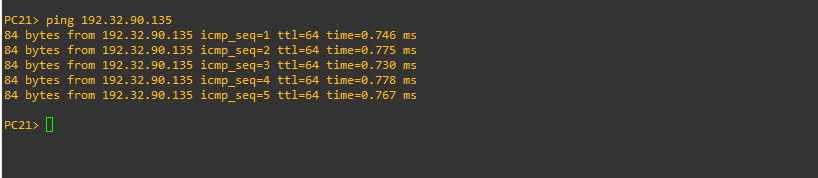 PC21> ping 192.32.90.135
84 bytes from 192.32.90.135 icmp_seq=1 ttl=64 time=0.746 ms
84 bytes from 192.32.90.135 icmp_seq=2 ttl=64 time=0.775 ms
84 bytes from 192.32.90.135 icmp_seq=3 ttl=64 time=0.730 ms
84 bytes from 192.32.90.135 icmp_seq=4 ttl=64 time=0.778 ms
84 bytes from 192.32.90.135 icmp_seq=5 ttl=64 time=0.767 ms
PC21>